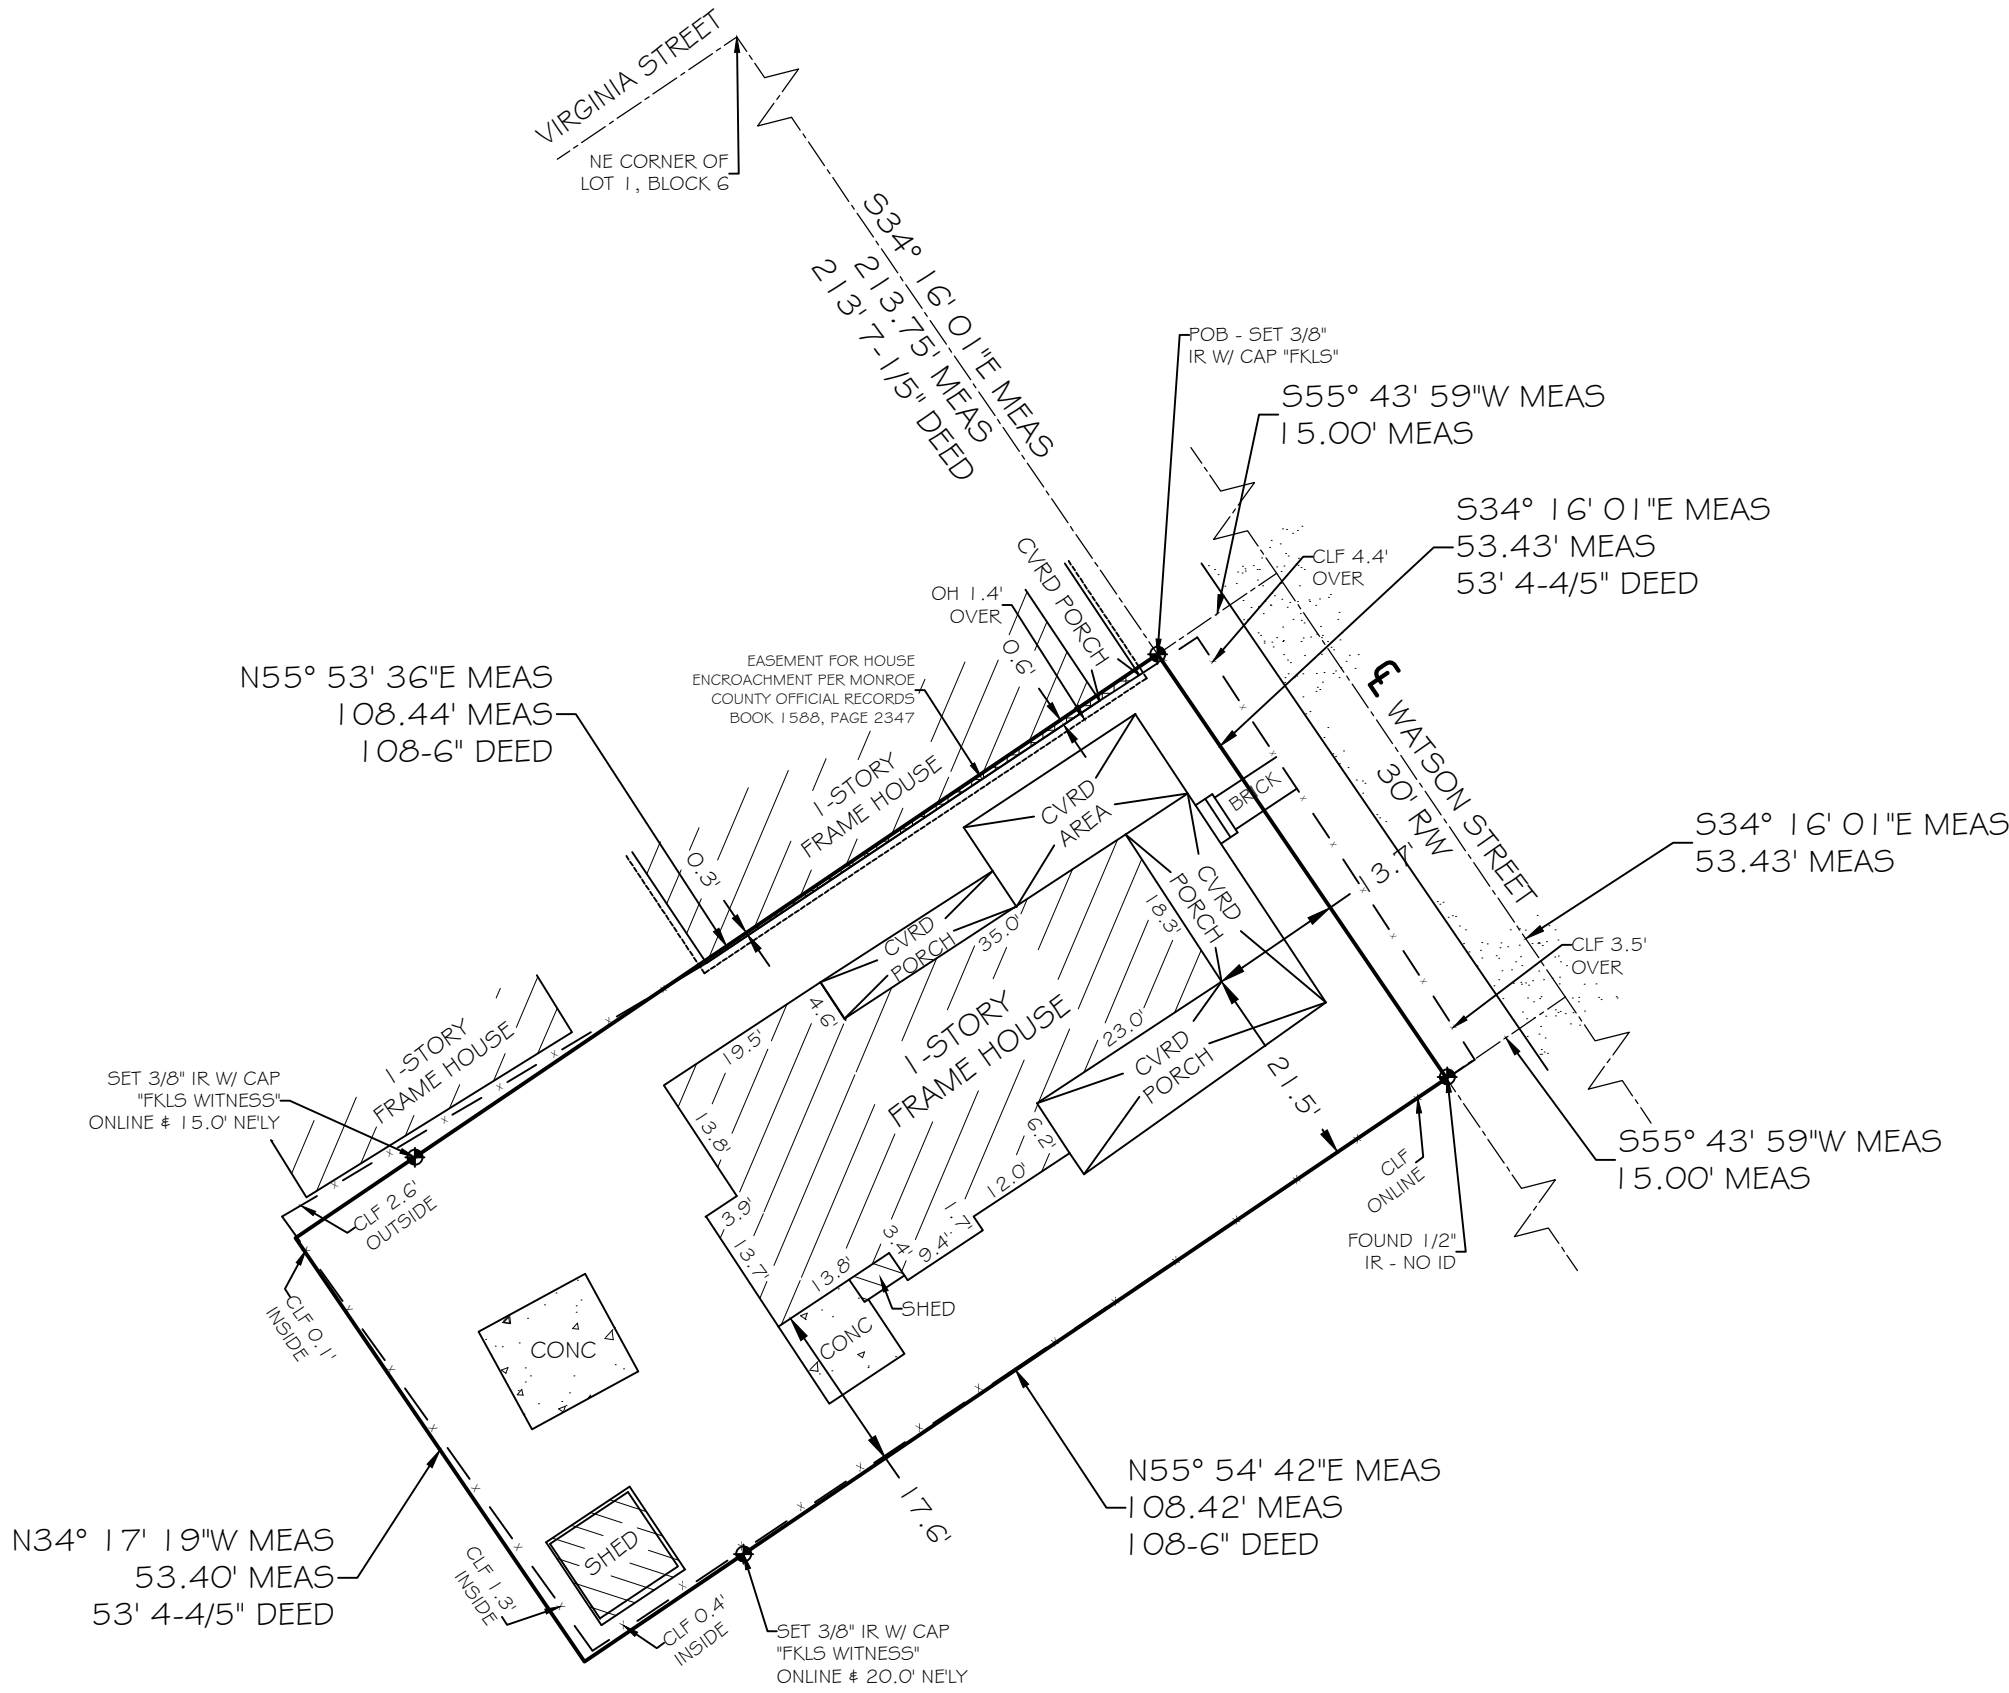 VIRGINIA STREET
NE CORNER OF
LOT 1, BLOCK 6
S34° 16' 01"E MEAS
213.75' MEAS
213' 7-1/5" DEED
POB - SET 3/8"
IR W/ CAP "FKLS"
S55° 43' 59"W MEAS
15.00' MEAS
S34° 16' 01"E MEAS
53.43' MEAS
53' 4-4/5" DEED
CLF 4.4'
OVER
CVRD PORCH
OH 1.4'
OVER
0.6'
EASEMENT FOR HOUSE
ENCROACHMENT PER MONROE
COUNTY OFFICIAL RECORDS
BOOK 1588, PAGE 2347
N55° 53' 36"E MEAS
108.44' MEAS
108-6" DEED
1-STORY
FRAME HOUSE
0.3'
CVRD
AREA
BRICK
℄ WATSON STREET
30' R/W
S34° 16' 01"E MEAS
53.43' MEAS
13.7'
CVRD
PORCH
18.3'
CVRD
PORCH
35.0'
CLF 3.5'
OVER
4.6'
19.5'
1-STORY
FRAME HOUSE
23.0'
CVRD
PORCH
21.5'
1-STORY
FRAME HOUSE
SET 3/8" IR W/ CAP
"FKLS WITNESS"
ONLINE & 15.0' NE'LY
13.8'
6.2'
12.0'
1.7'
9.4'
3.4'
3.9'
13.7'
13.8'
CLF
ONLINE
S55° 43' 59"W MEAS
15.00' MEAS
FOUND 1/2"
IR - NO ID
CLF 2.6'
OUTSIDE
CLF 0.1'
INSIDE
SHED
CONC
CONC
17.6'
N55° 54' 42"E MEAS
108.42' MEAS
108-6" DEED
N34° 17' 19"W MEAS
53.40' MEAS
53' 4-4/5" DEED
SHED
CLF 1.3'
INSIDE
CLF 0.4'
INSIDE
SET 3/8" IR W/ CAP
"FKLS WITNESS"
ONLINE & 20.0' NE'LY